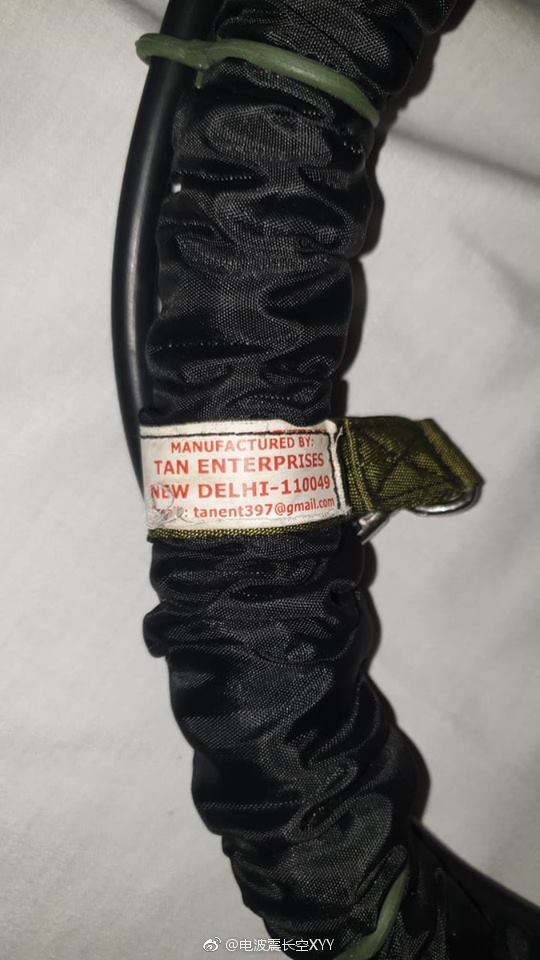 MANUFACTURED BY:
TAN ENTERPRISES
NEW DELHI-110049
tanent397@gmail.com
@电波震长空XYY